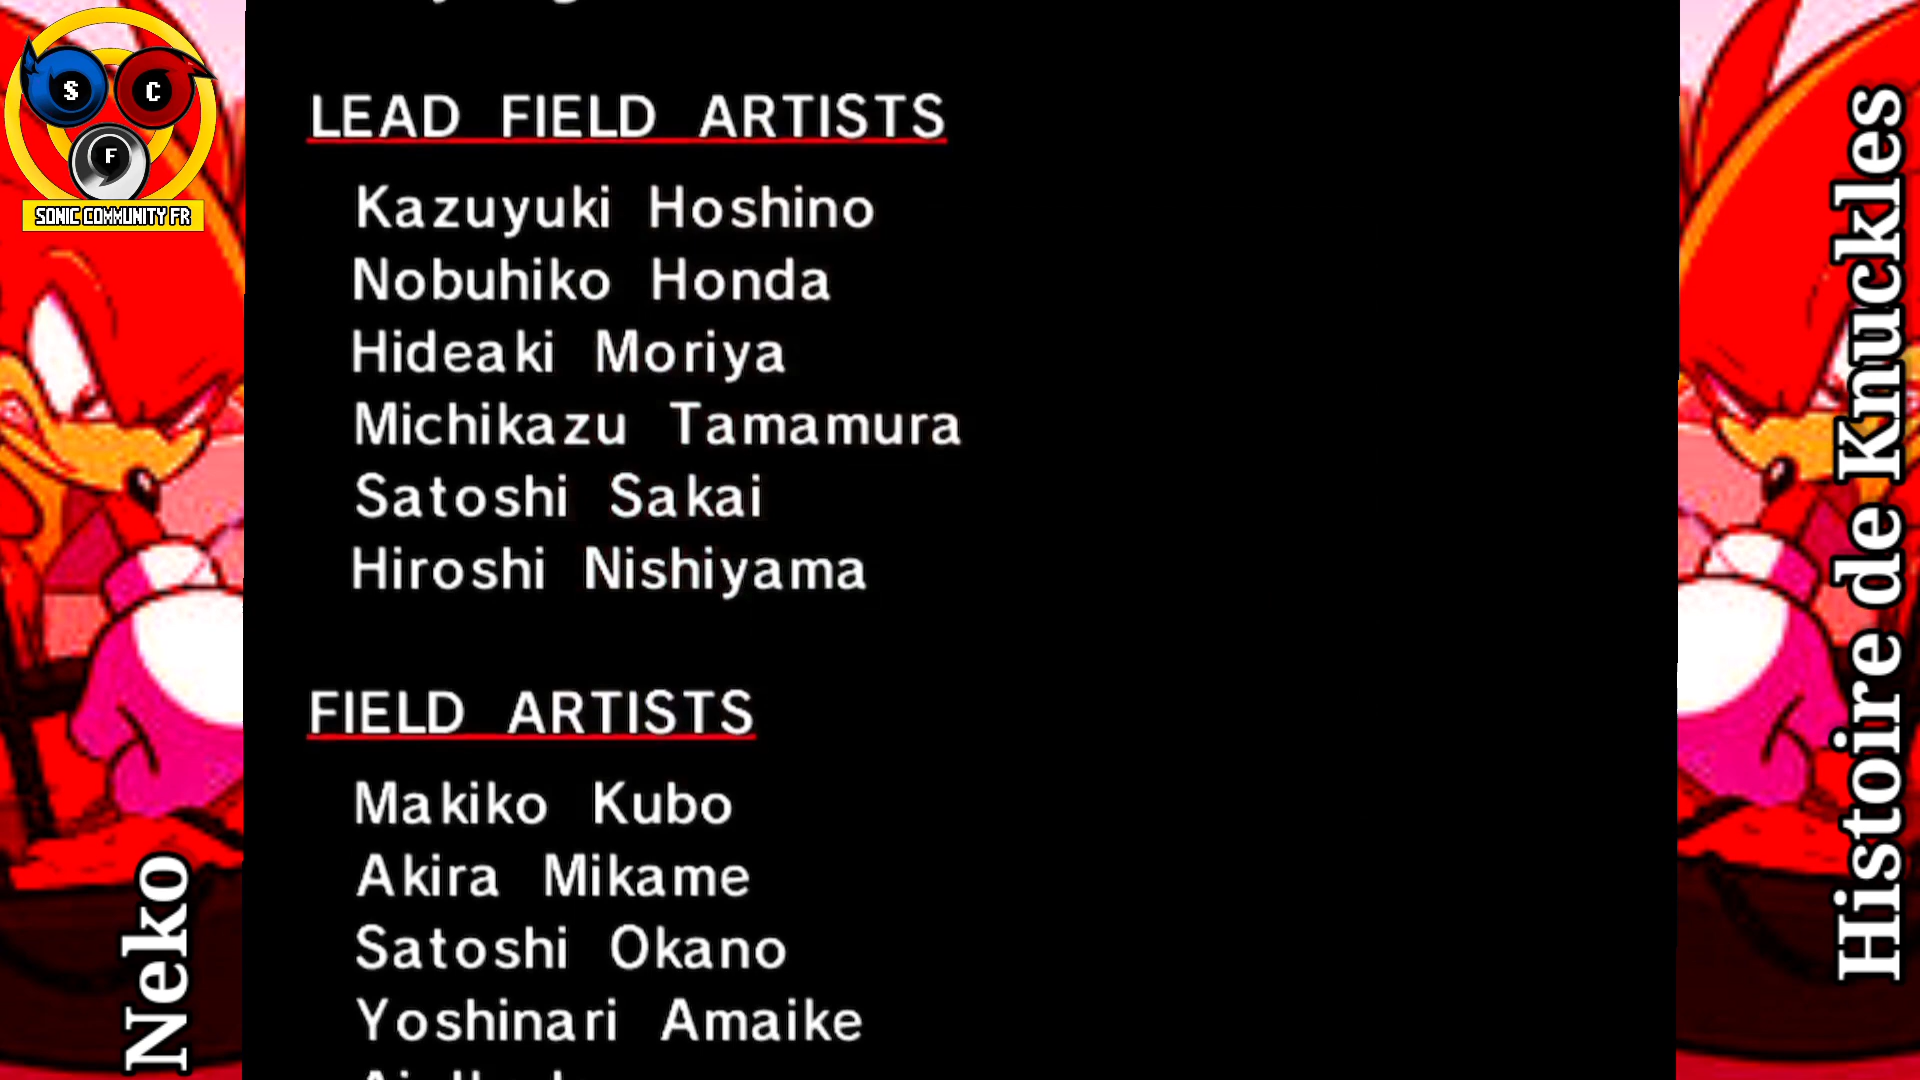 S C
F
SONIC COMMUNITY FR
LEAD FIELD ARTISTS
Kazuyuki Hoshino
Nobuhiko Honda
Hideaki Moriya
Michikazu Tamamura
Satoshi Sakai
Hiroshi Nishiyama
FIELD ARTISTS
Makiko Kubo
Akira Mikame
Satoshi Okano
Yoshinari Amaike
Neko
Histoire de Knuckles